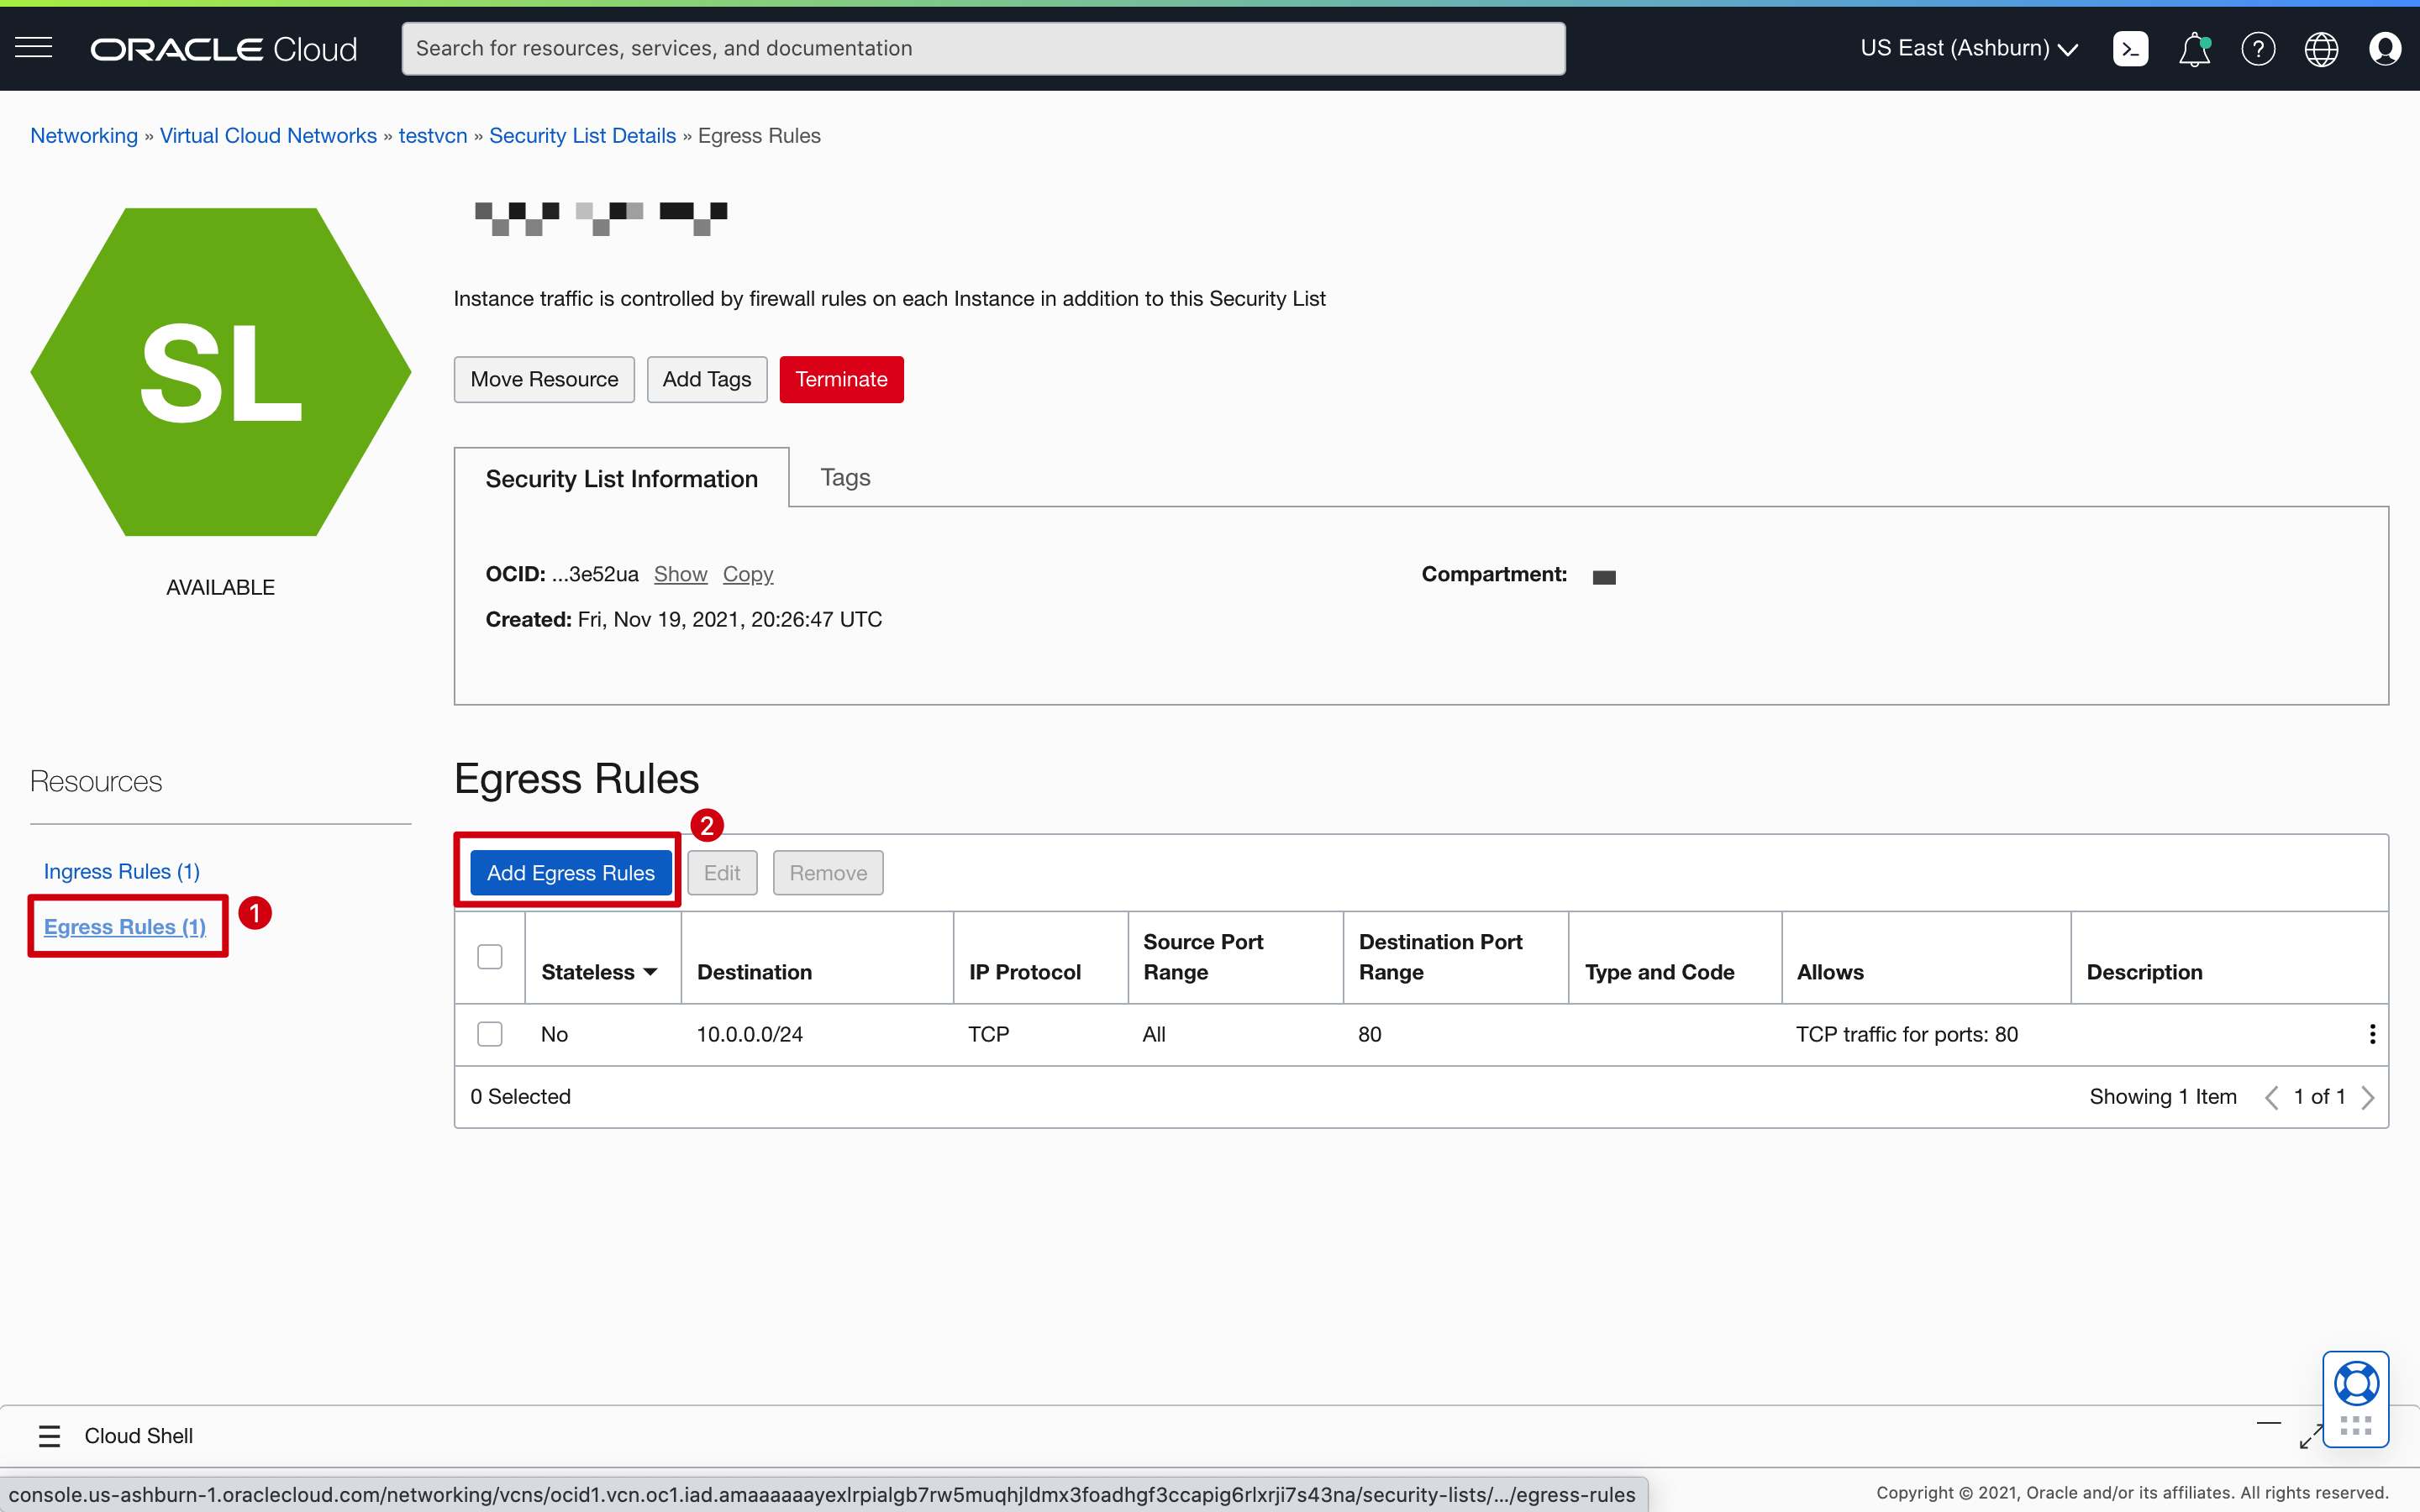 ORACLE Cloud
Search for resources, services, and documentation
US East (Ashburn)
Networking » Virtual Cloud Networks » testvcn » Security List Details » Egress Rules
SL
AVAILABLE
Instance traffic is controlled by firewall rules on each Instance in addition to this Security List
Move Resource Add Tags Terminate
Security List Information Tags
OCID: ...3e52ua Show Copy
Compartment:
Created: Fri, Nov 19, 2021, 20:26:47 UTC
Resources
Ingress Rules (1)
Egress Rules (1)
1
Egress Rules
2
Add Egress Rules Edit Remove
Stateless Destination IP Protocol Source Port Range Destination Port Range Type and Code Allows Description
No 10.0.0.0/24 TCP All 80 TCP traffic for ports: 80
0 Selected Showing 1 Item 1 of 1
Cloud Shell
console.us-ashburn-1.oraclecloud.com/networking/vcns/ocid1.vcn.oc1.iad.amaaaaaayexlrpialgb7rw5muqhjldmx3foadhgf3ccapig6rlxrji7s43na/security-lists/.../egress-rules
Copyright © 2021, Oracle and/or its affiliates. All rights reserved.